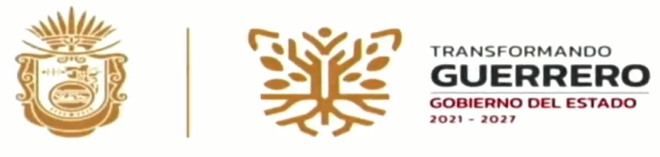 TRANSFORMANDO
GUERRERO
GOBIERNO DEL ESTADO
2021 - 2027